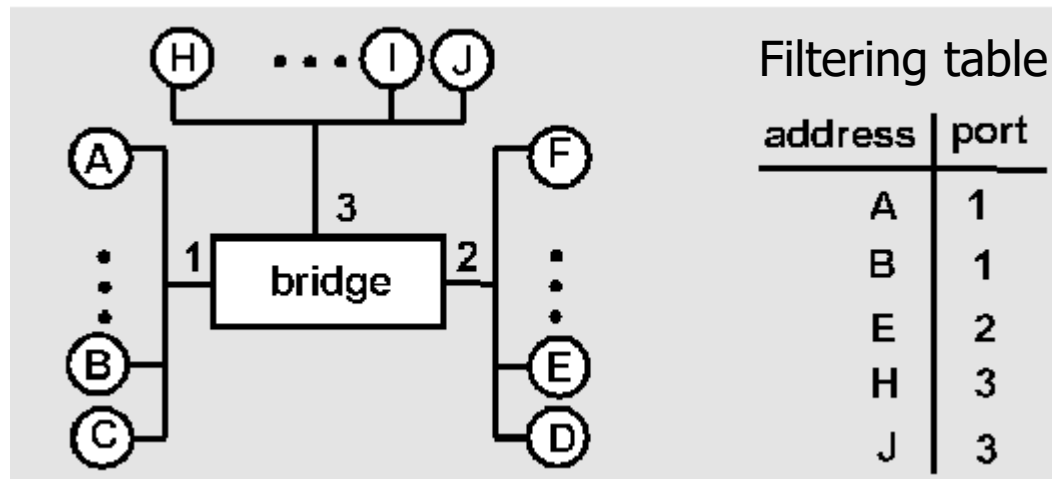 H I J
Filtering table
address port
A F
3
A 1
1 2
bridge
B 1
E 2
B E
H 3
C D
J 3